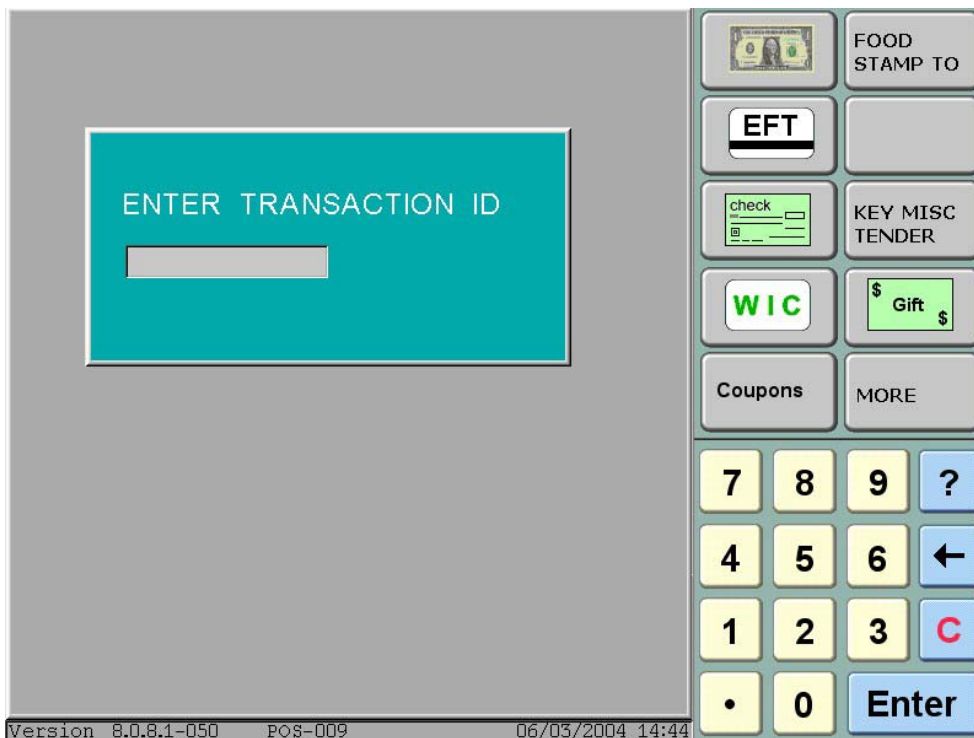 ENTER TRANSACTION ID
Version 8.0.8.1-050 POS-009 06/03/2004 14:44
FOOD
STAMP TO
EFT
check
KEY MISC
TENDER
WIC
$ Gift $
Coupons
MORE
7 8 9 ?
4 5 6 ←
1 2 3 C
• 0 Enter